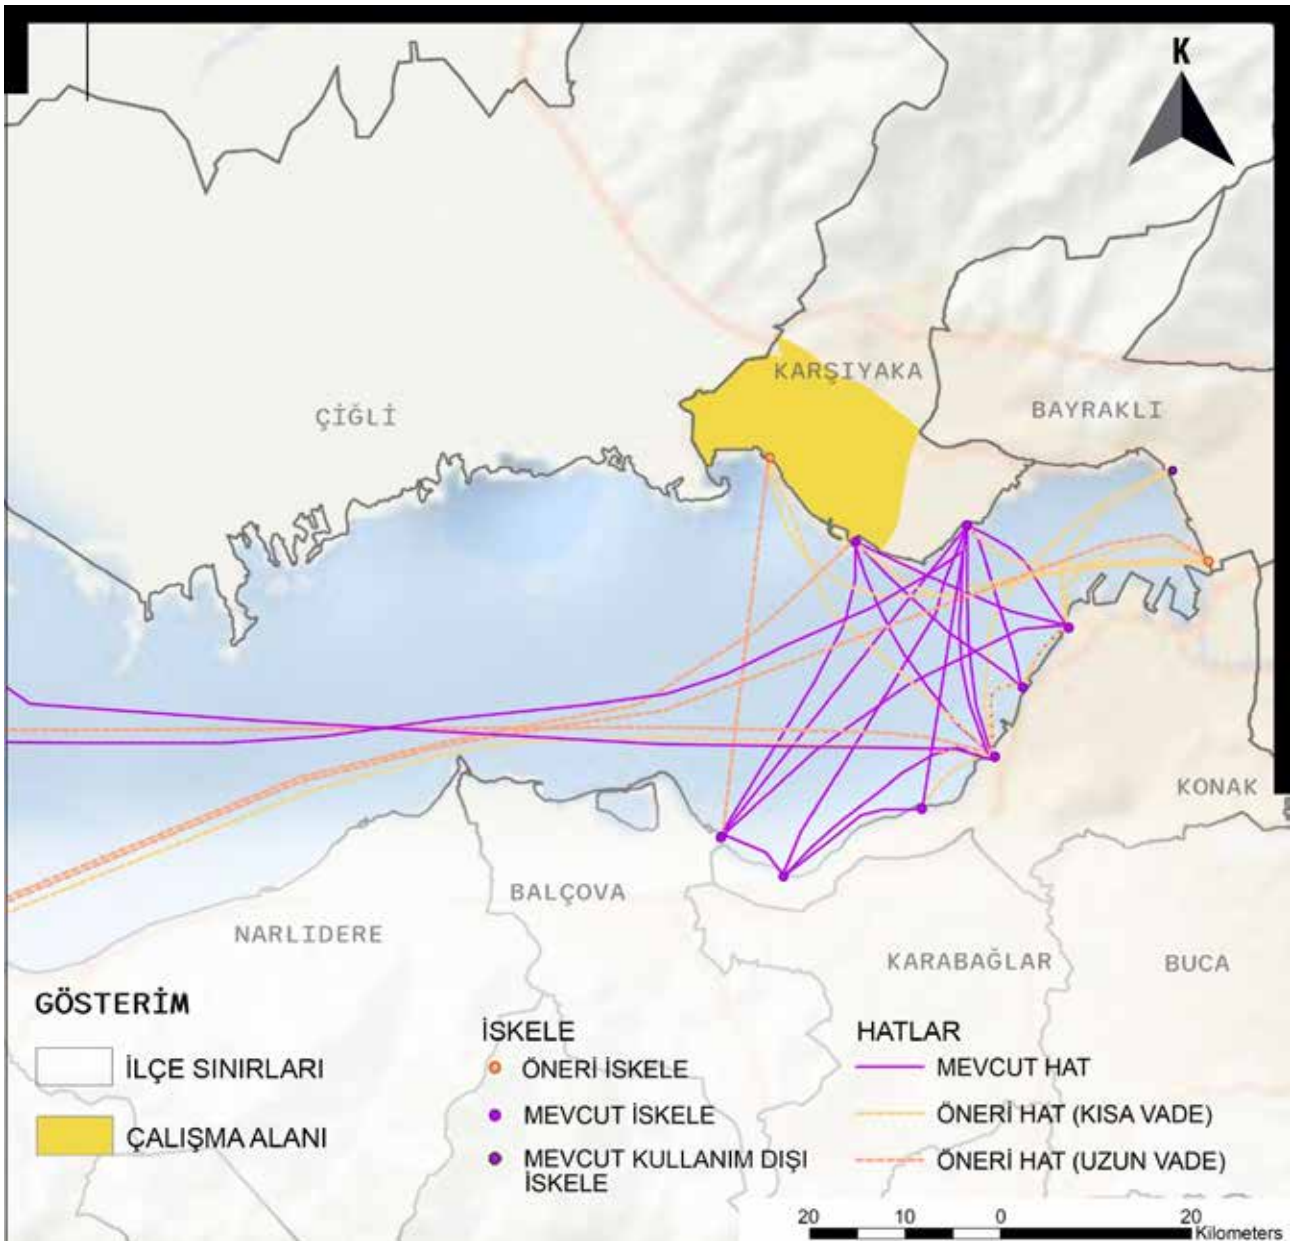 K
KARŞIYAKA
ÇİĞLİ
BAYRAKLI
KONAK
BALÇOVA
NARLIDERE
KARABAĞLAR
BUCA
GÖSTERİM
İLÇE SINIRLARI
ÇALIŞMA ALANI
İSKELE
ÖNERİ İSKELE
MEVCUT İSKELE
MEVCUT KULLANIM DIŞI
İSKELE
HATLAR
MEVCUT HAT
ÖNERİ HAT (KISA VADE)
ÖNERİ HAT (UZUN VADE)
20 10 0 20
Kilometers